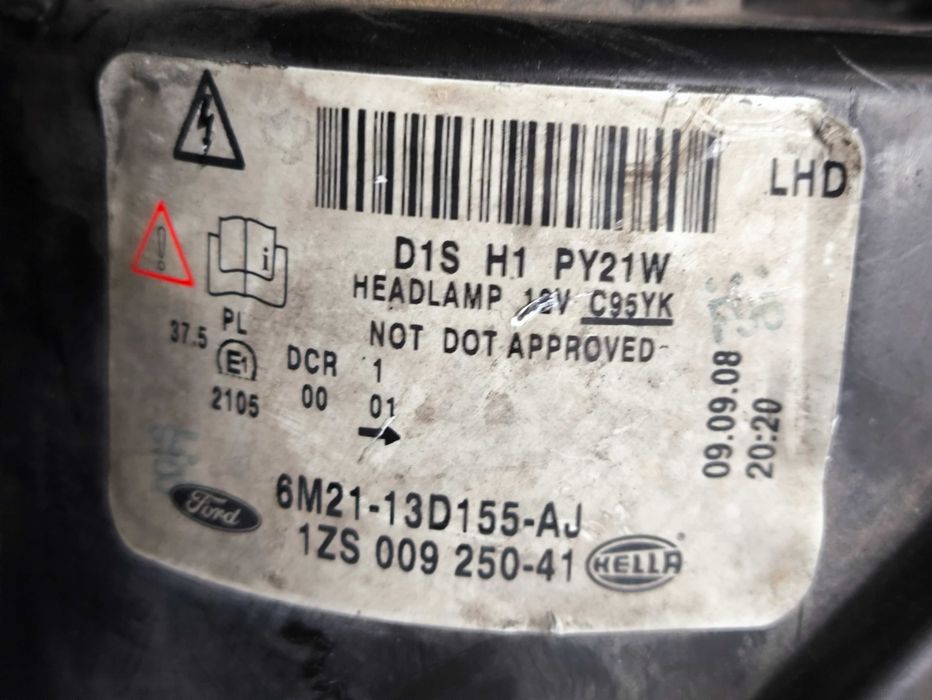 LHD
D1S H1 PY21W
HEADLAMP 12V C95YK
NOT DOT APPROVED
37.5 PL
E1 DCR 1
2105 00 01
09.09.08
20:20
Ford 6M21-13D155-AJ
1ZS 009 250-41 HELLA